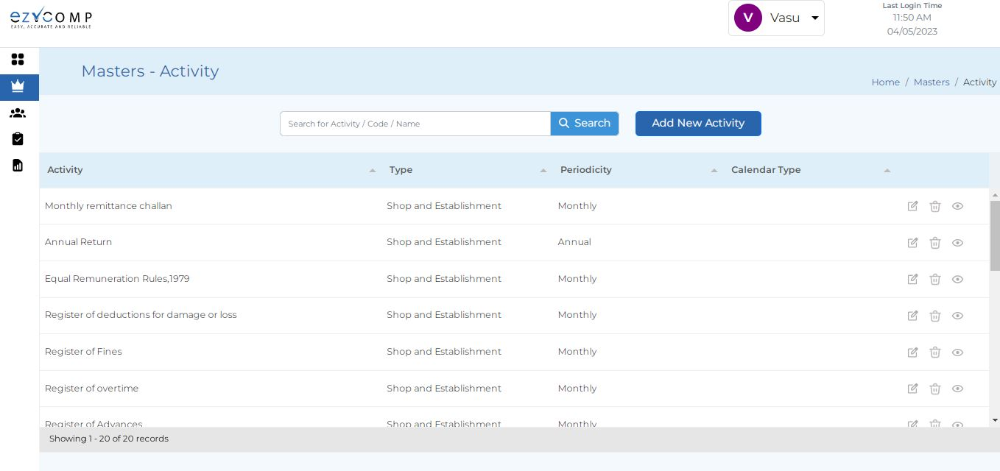 ezycomp
EASY, ACCURATE AND RELIABLE
V Vasu
Last Login Time
11:50 AM
04/05/2023
Masters - Activity
Home / Masters / Activity
Search for Activity / Code / Name
Search
Add New Activity
Activity Type Periodicity Calendar Type
Monthly remittance challan Shop and Establishment Monthly
Annual Return Shop and Establishment Annual
Equal Remuneration Rules,1979 Shop and Establishment Monthly
Register of deductions for damage or loss Shop and Establishment Monthly
Register of Fines Shop and Establishment Monthly
Register of overtime Shop and Establishment Monthly
Register of Advances Shop and Establishment Monthly
Showing 1 - 20 of 20 records